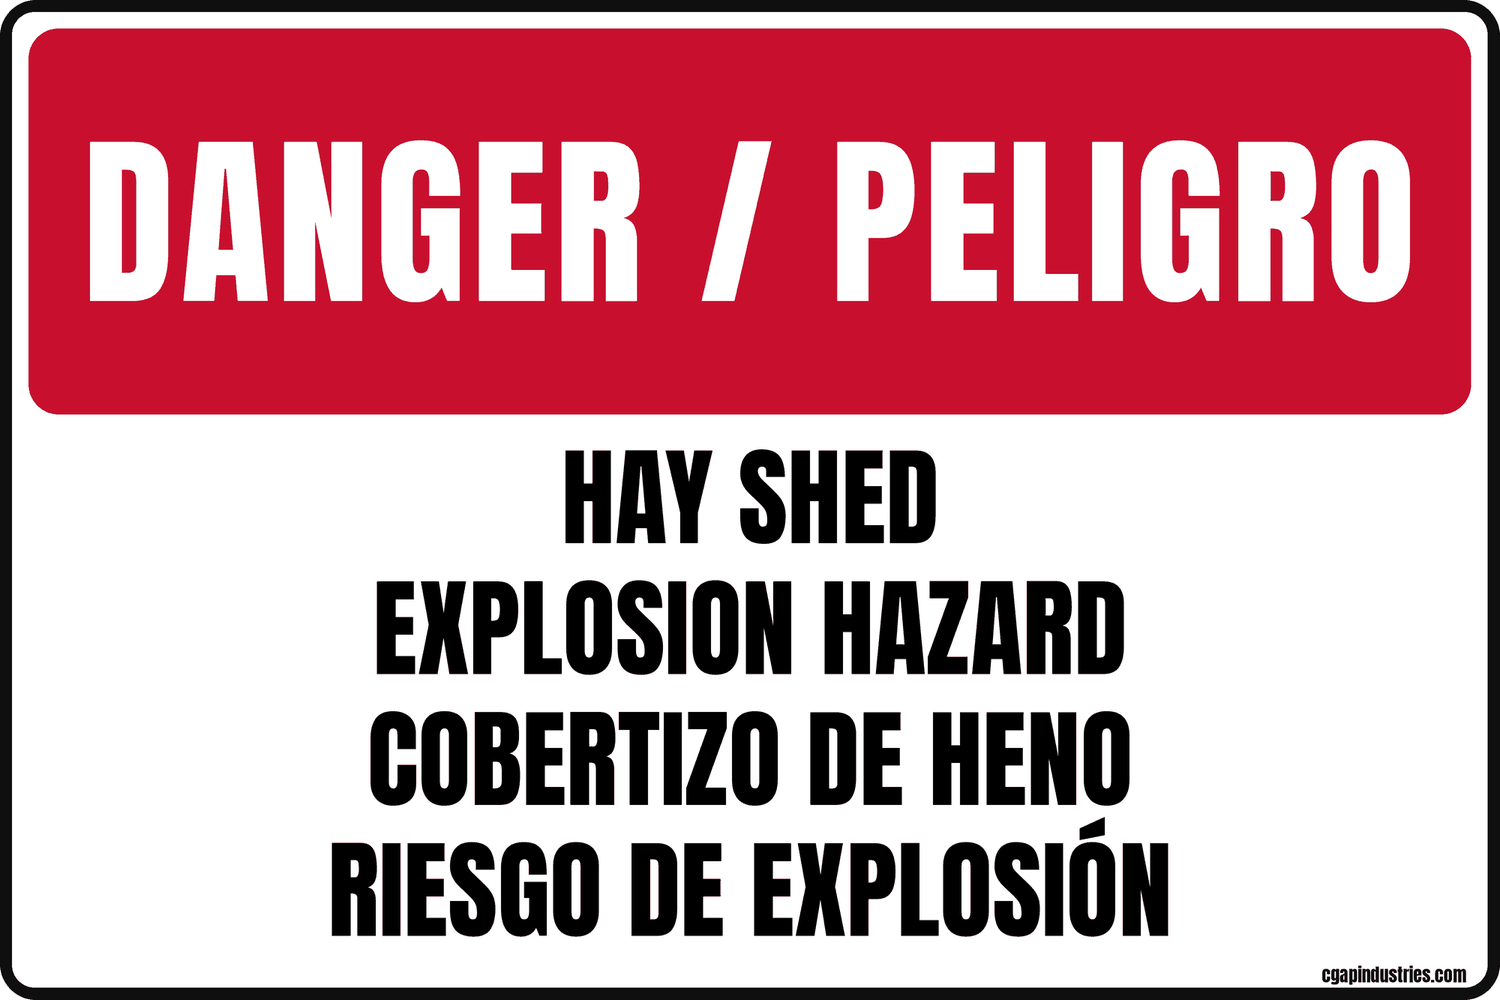 DANGER / PELIGRO
HAY SHED
EXPLOSION HAZARD
COBERTIZO DE HENO
RIESGO DE EXPLOSIÓN
cgapindustries.com